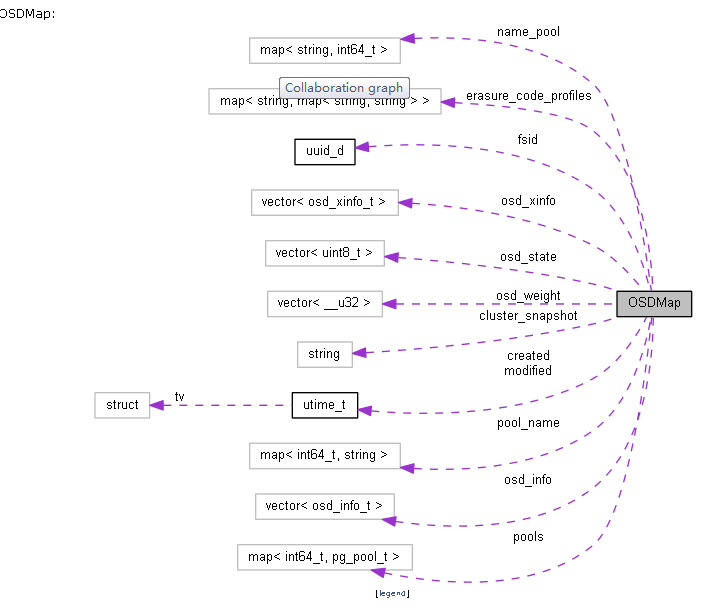 OSDMap:
name_pool
map< string, int64_t >
Collaboration graph
erasure_code_profiles
map< string, map< string, string > >
fsid
uuid_d
osd_xinfo
vector< osd_xinfo_t >
osd_state
vector< uint8_t >
osd_weight
vector< __u32 >
OSDMap
cluster_snapshot
string
created
modified
tv
struct
utime_t
pool_name
map< int64_t, string >
osd_info
vector< osd_info_t >
pools
map< int64_t, pg_pool_t >
[legend]